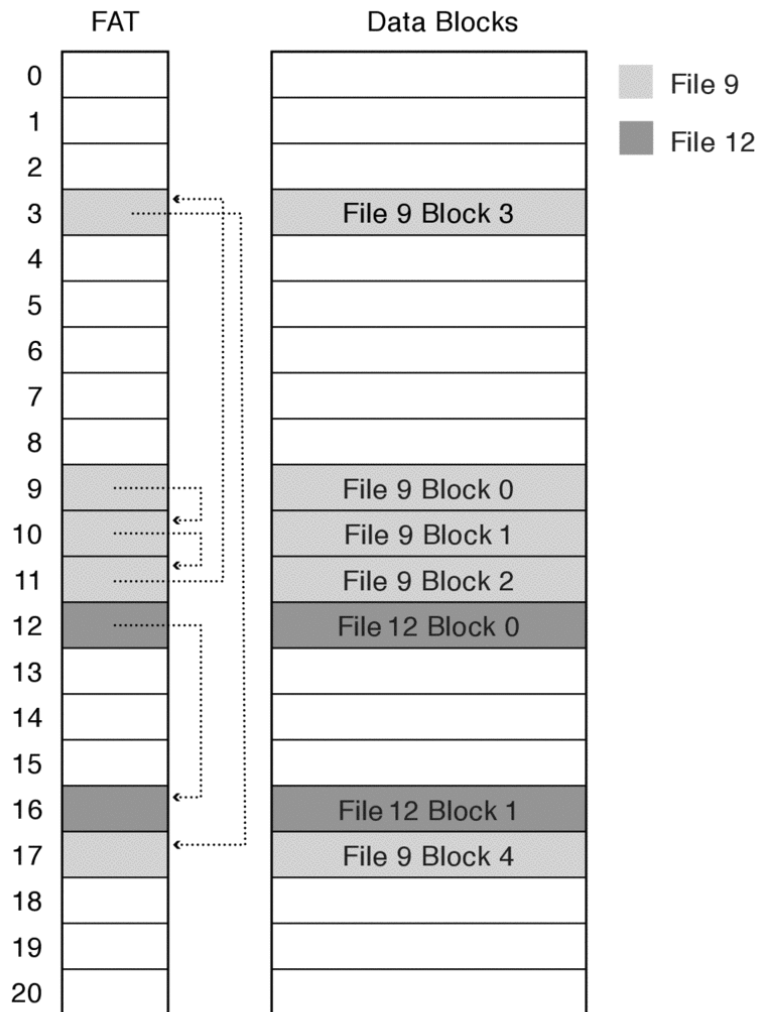 FAT Data Blocks
0
File 9
1
File 12
2
3 File 9 Block 3
4
5
6
7
8
9 File 9 Block 0
10 File 9 Block 1
11 File 9 Block 2
12 File 12 Block 0
13
14
15
16 File 12 Block 1
17 File 9 Block 4
18
19
20